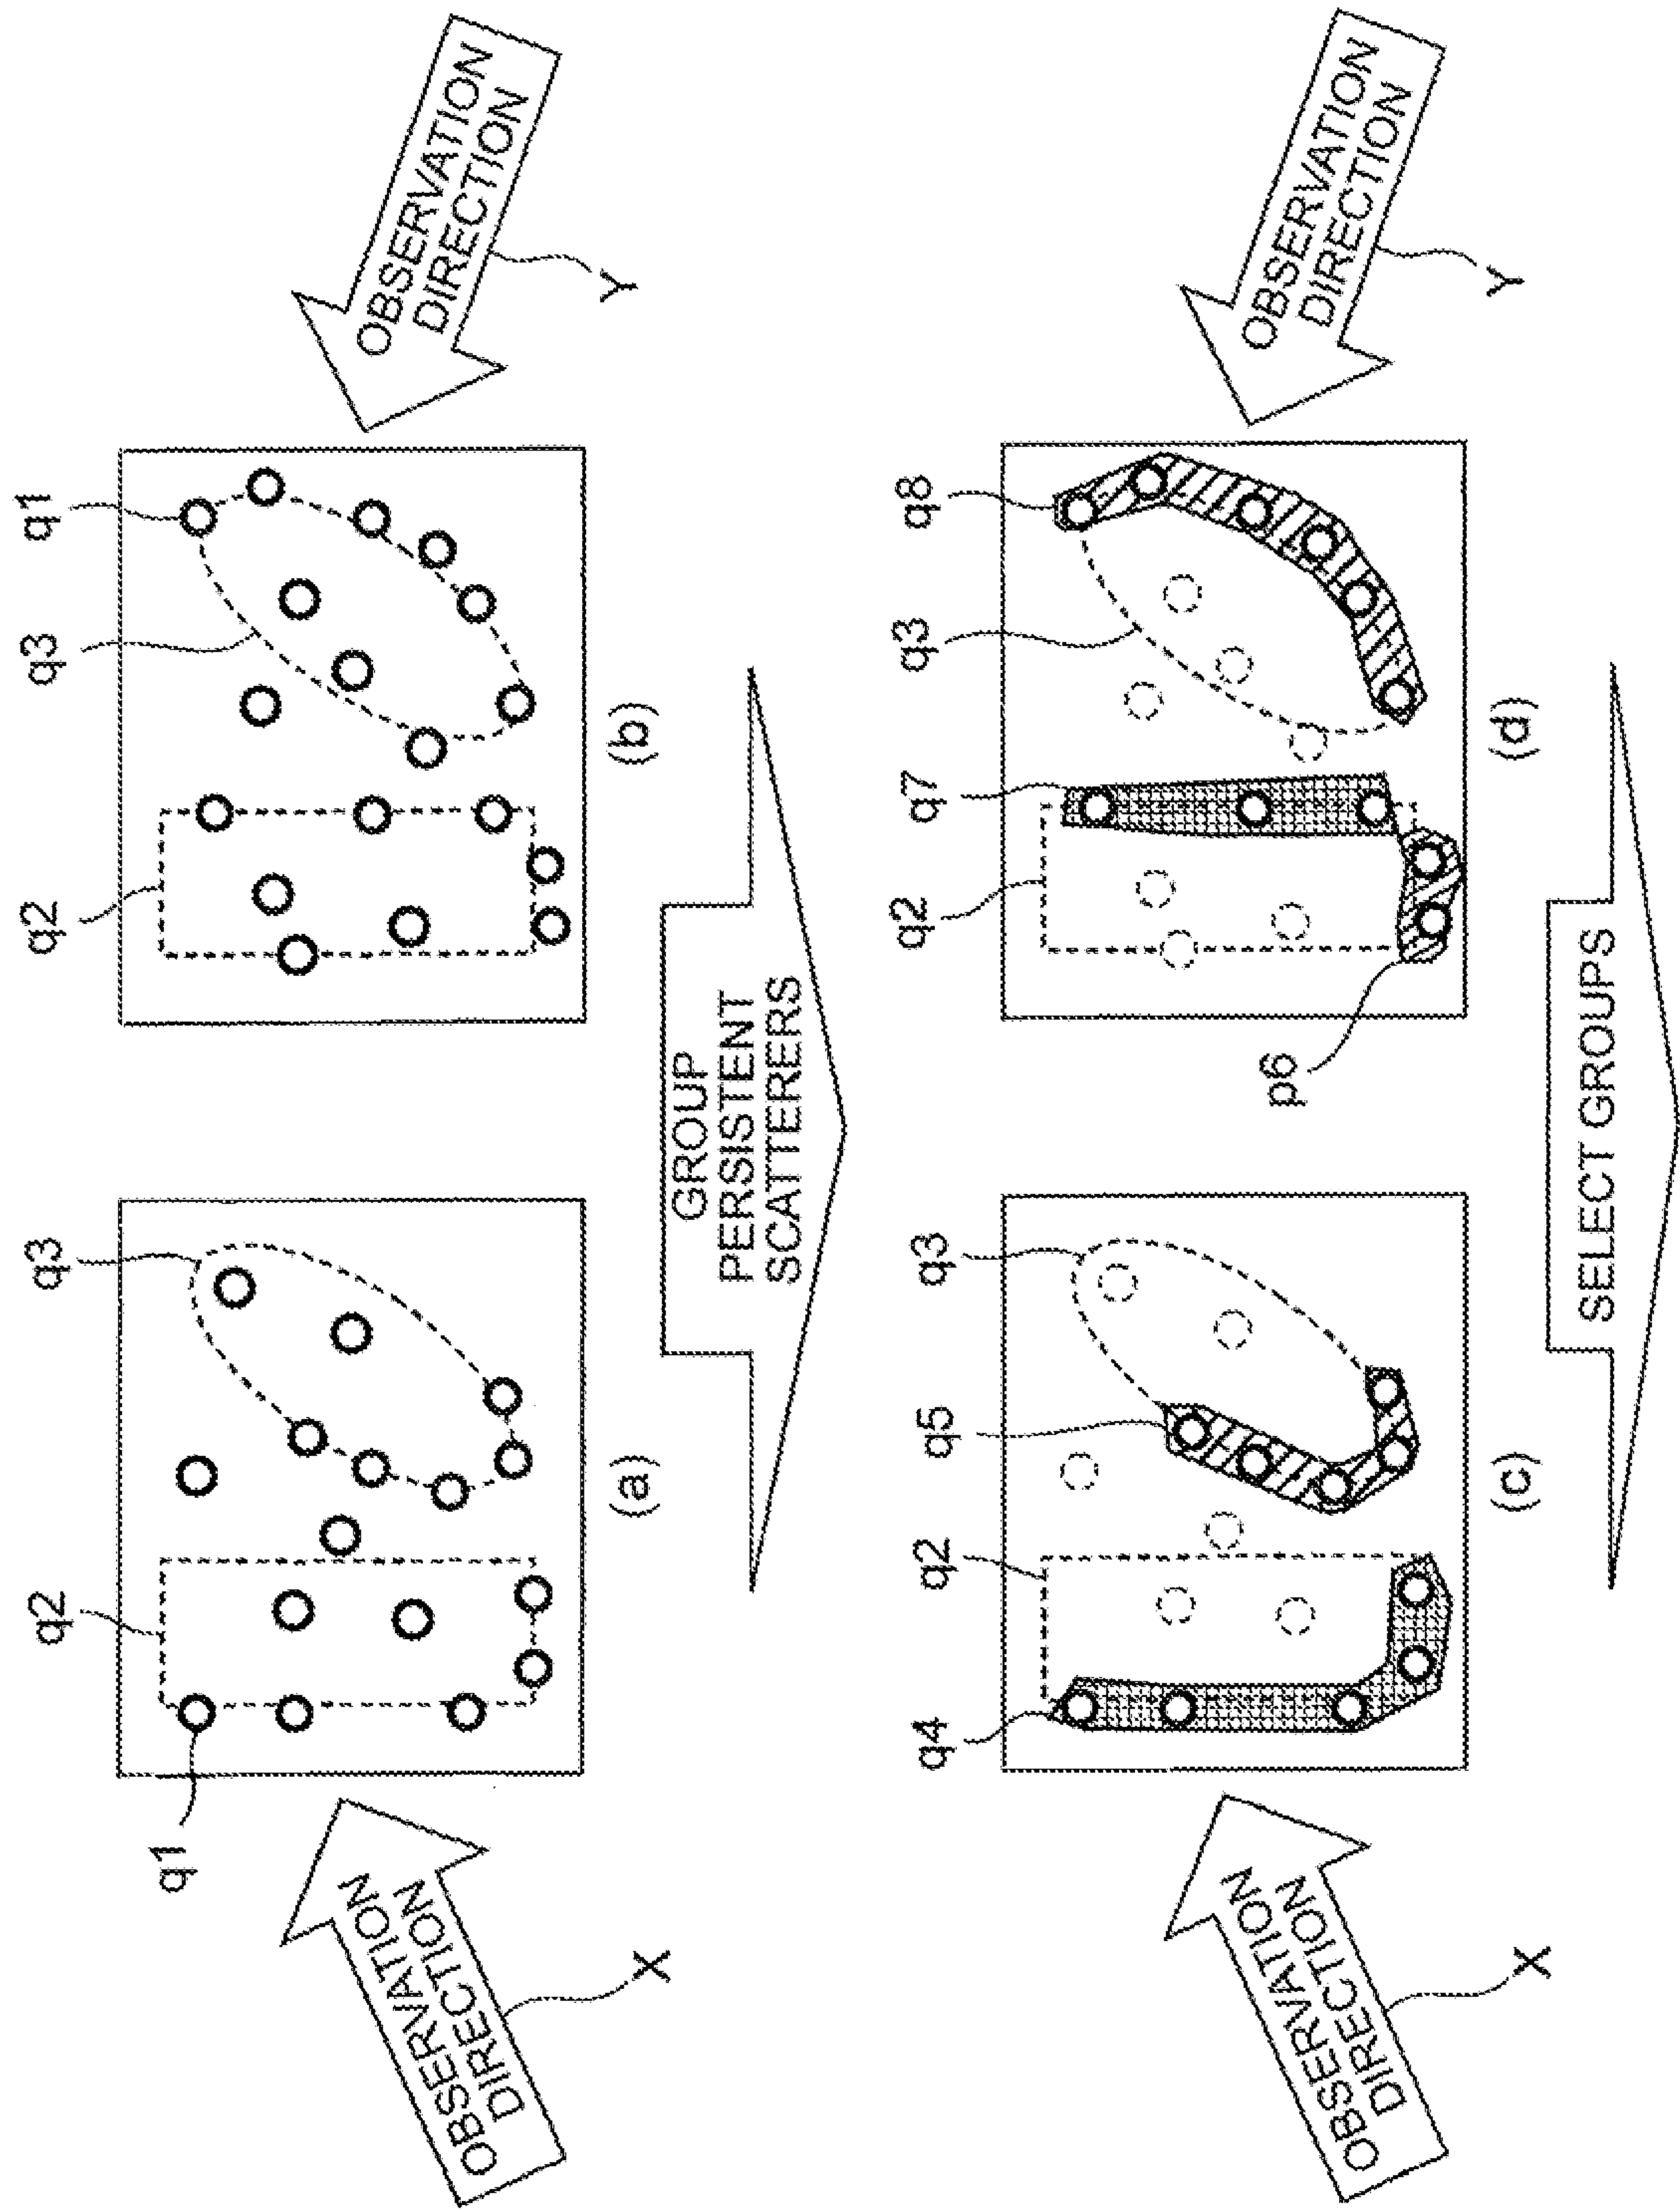 q1
q2
q3
q2
q3
q1
OBSERVATION
DIRECTION
X
OBSERVATION
DIRECTION
Y
(a)
(b)
GROUP
PERSISTENT
SCATTERERS
q4
q2
q5
q3
q2
q7
q3
q8
OBSERVATION
DIRECTION
X
p6
OBSERVATION
DIRECTION
Y
(c)
(d)
SELECT GROUPS